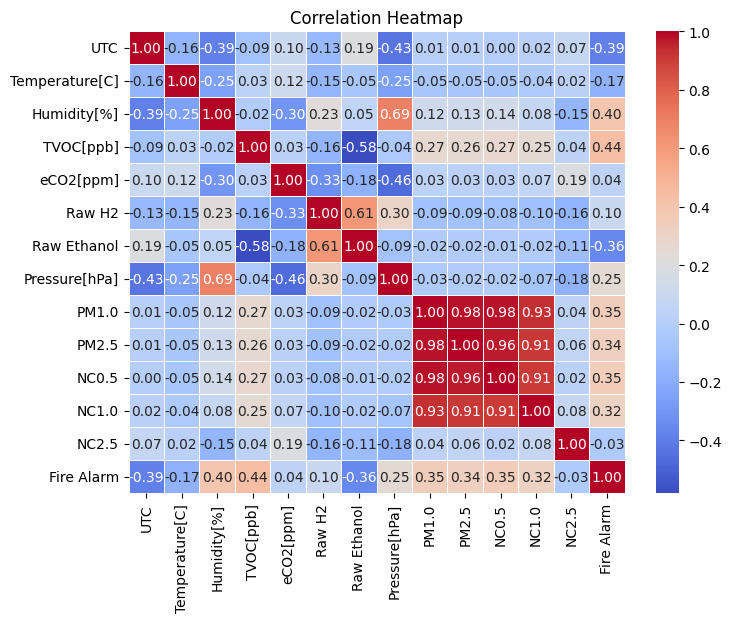 Correlation Heatmap
UTC 1.00 -0.16 -0.39 -0.09 0.10 -0.13 0.19 -0.43 0.01 0.01 0.00 0.02 0.07 -0.39
Temperature[C] -0.16 1.00 -0.25 0.03 0.12 -0.15 -0.05 -0.25 -0.05 -0.05 -0.05 -0.04 0.02 -0.17
Humidity[%] -0.39 -0.25 1.00 -0.02 -0.30 0.23 0.05 0.69 0.12 0.13 0.14 0.08 -0.15 0.40
TVOC[ppb] -0.09 0.03 -0.02 1.00 0.03 -0.16 -0.58 -0.04 0.27 0.26 0.27 0.25 0.04 0.44
eCO2[ppm] 0.10 0.12 -0.30 0.03 1.00 -0.33 -0.18 -0.46 0.03 0.03 0.03 0.07 0.19 0.04
Raw H2 -0.13 -0.15 0.23 -0.16 -0.33 1.00 0.61 0.30 -0.09 -0.09 -0.08 -0.10 -0.16 0.10
Raw Ethanol 0.19 -0.05 0.05 -0.58 -0.18 0.61 1.00 -0.09 -0.02 -0.02 -0.01 -0.02 -0.11 -0.36
Pressure[hPa] -0.43 -0.25 0.69 -0.04 -0.46 0.30 -0.09 1.00 -0.03 -0.02 -0.02 -0.07 -0.18 0.25
PM1.0 0.01 -0.05 0.12 0.27 0.03 -0.09 -0.02 -0.03 1.00 0.98 0.98 0.93 0.04 0.35
PM2.5 0.01 -0.05 0.13 0.26 0.03 -0.09 -0.02 -0.02 0.98 1.00 0.96 0.91 0.06 0.34
NC0.5 0.00 -0.05 0.14 0.27 0.03 -0.08 -0.01 -0.02 0.98 0.96 1.00 0.91 0.02 0.35
NC1.0 0.02 -0.04 0.08 0.25 0.07 -0.10 -0.02 -0.07 0.93 0.91 0.91 1.00 0.08 0.32
NC2.5 0.07 0.02 -0.15 0.04 0.19 -0.16 -0.11 -0.18 0.04 0.06 0.02 0.08 1.00 -0.03
Fire Alarm -0.39 -0.17 0.40 0.44 0.04 0.10 -0.36 0.25 0.35 0.34 0.35 0.32 -0.03 1.00
UTC
Temperature[C]
Humidity[%]
TVOC[ppb]
eCO2[ppm]
Raw H2
Raw Ethanol
Pressure[hPa]
PM1.0
PM2.5
NC0.5
NC1.0
NC2.5
Fire Alarm
1.0
0.8
0.6
0.4
0.2
0.0
−0.2
−0.4